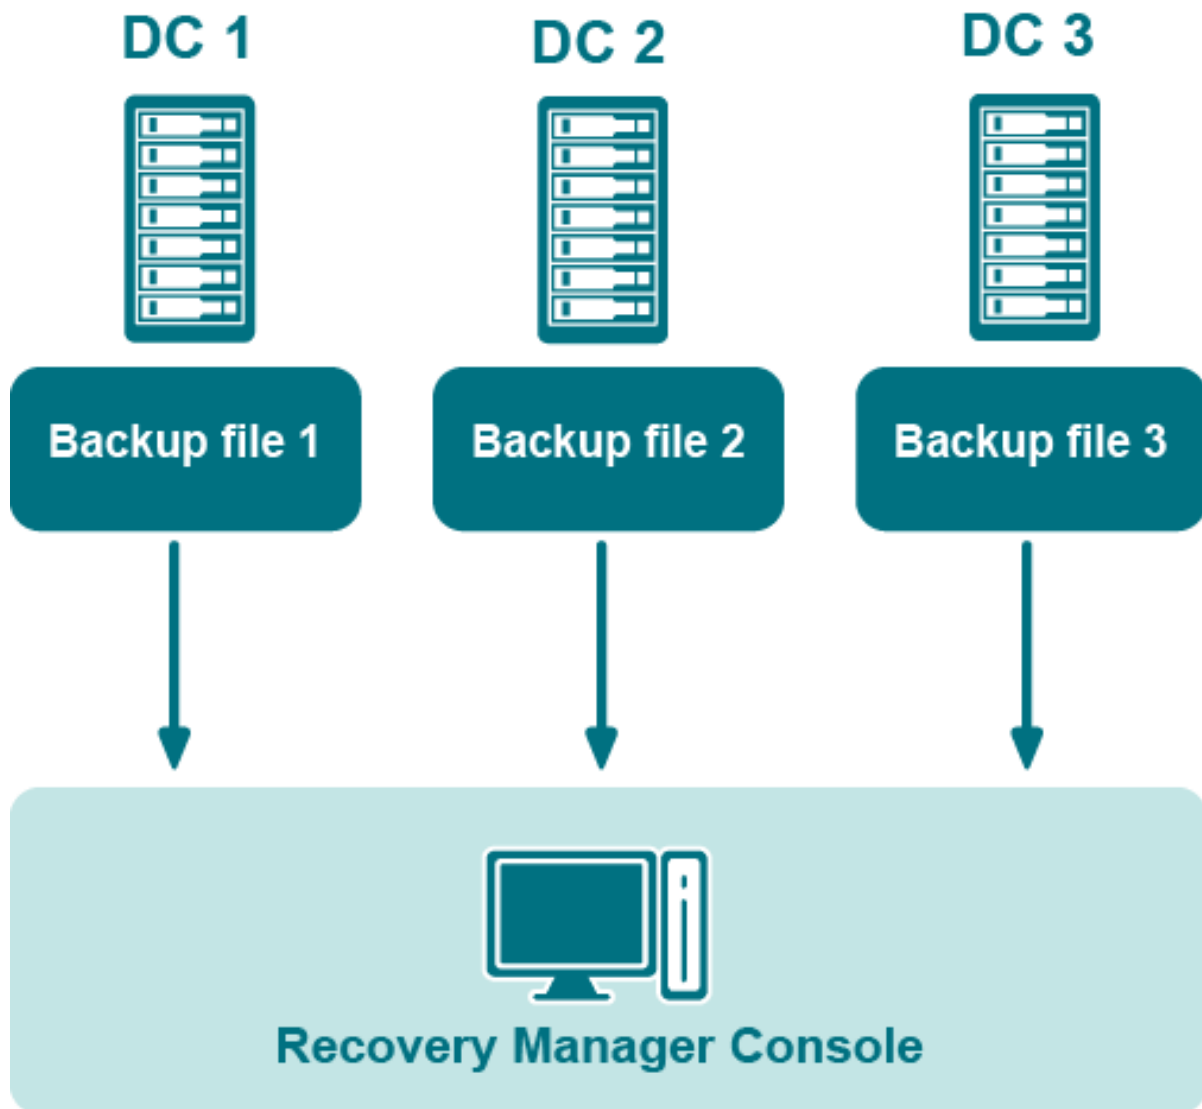 DC 1
DC 2
DC 3
Backup file 1
Backup file 2
Backup file 3
Recovery Manager Console